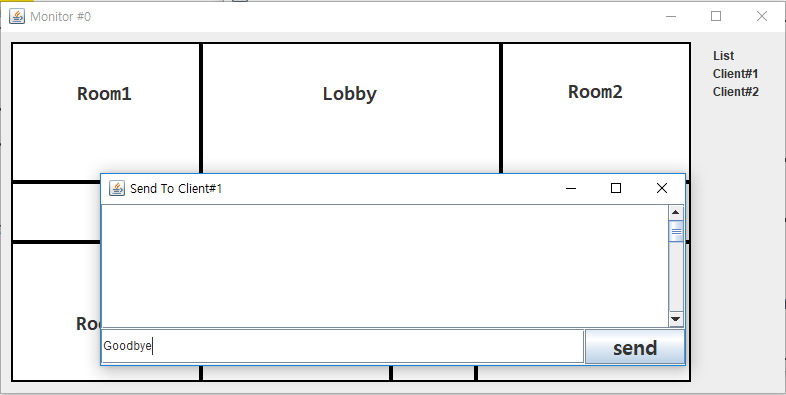 Monitor #0
Room1
Lobby
Room2
List
Client#1
Client#2
Send To Client#1
Goodbye
send